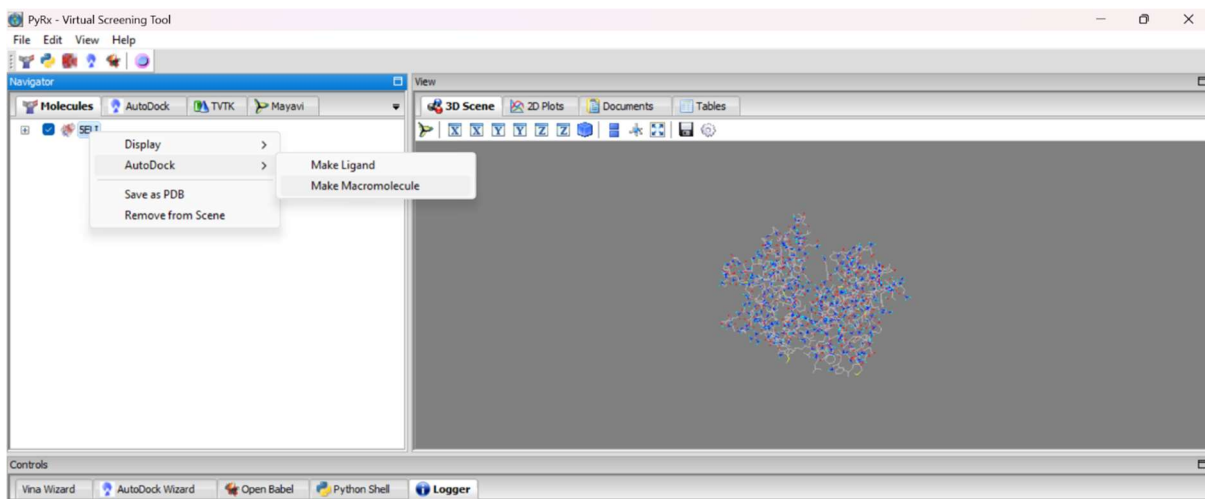 PyRx - Virtual Screening Tool
File Edit View Help
Navigator
View
Molecules AutoDock TVTK Mayavi
3D Scene 2D Plots Documents Tables
X X Y Y Z Z
Display
AutoDock
Make Ligand
Make Macromolecule
Save as PDB
Remove from Scene
Controls
Vina Wizard AutoDock Wizard Open Babel Python Shell Logger